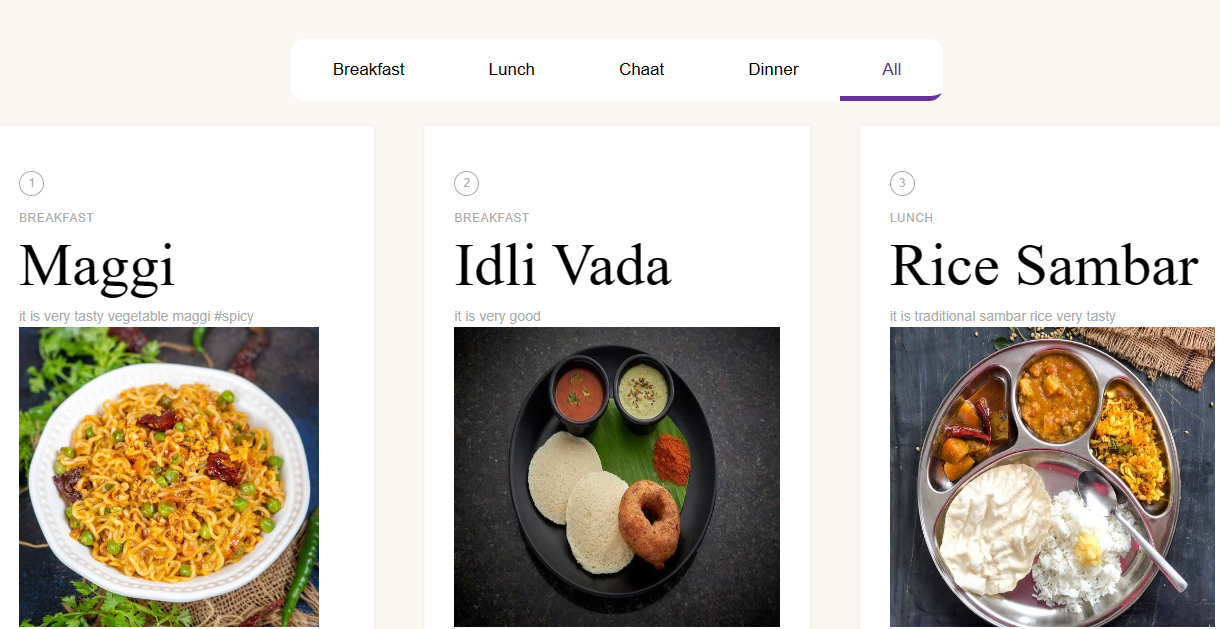 Breakfast Lunch Chaat Dinner All
1
BREAKFAST
Maggi
it is very tasty vegetable maggi #spicy
2
BREAKFAST
Idli Vada
it is very good
3
LUNCH
Rice Sambar
it is traditional sambar rice very tasty